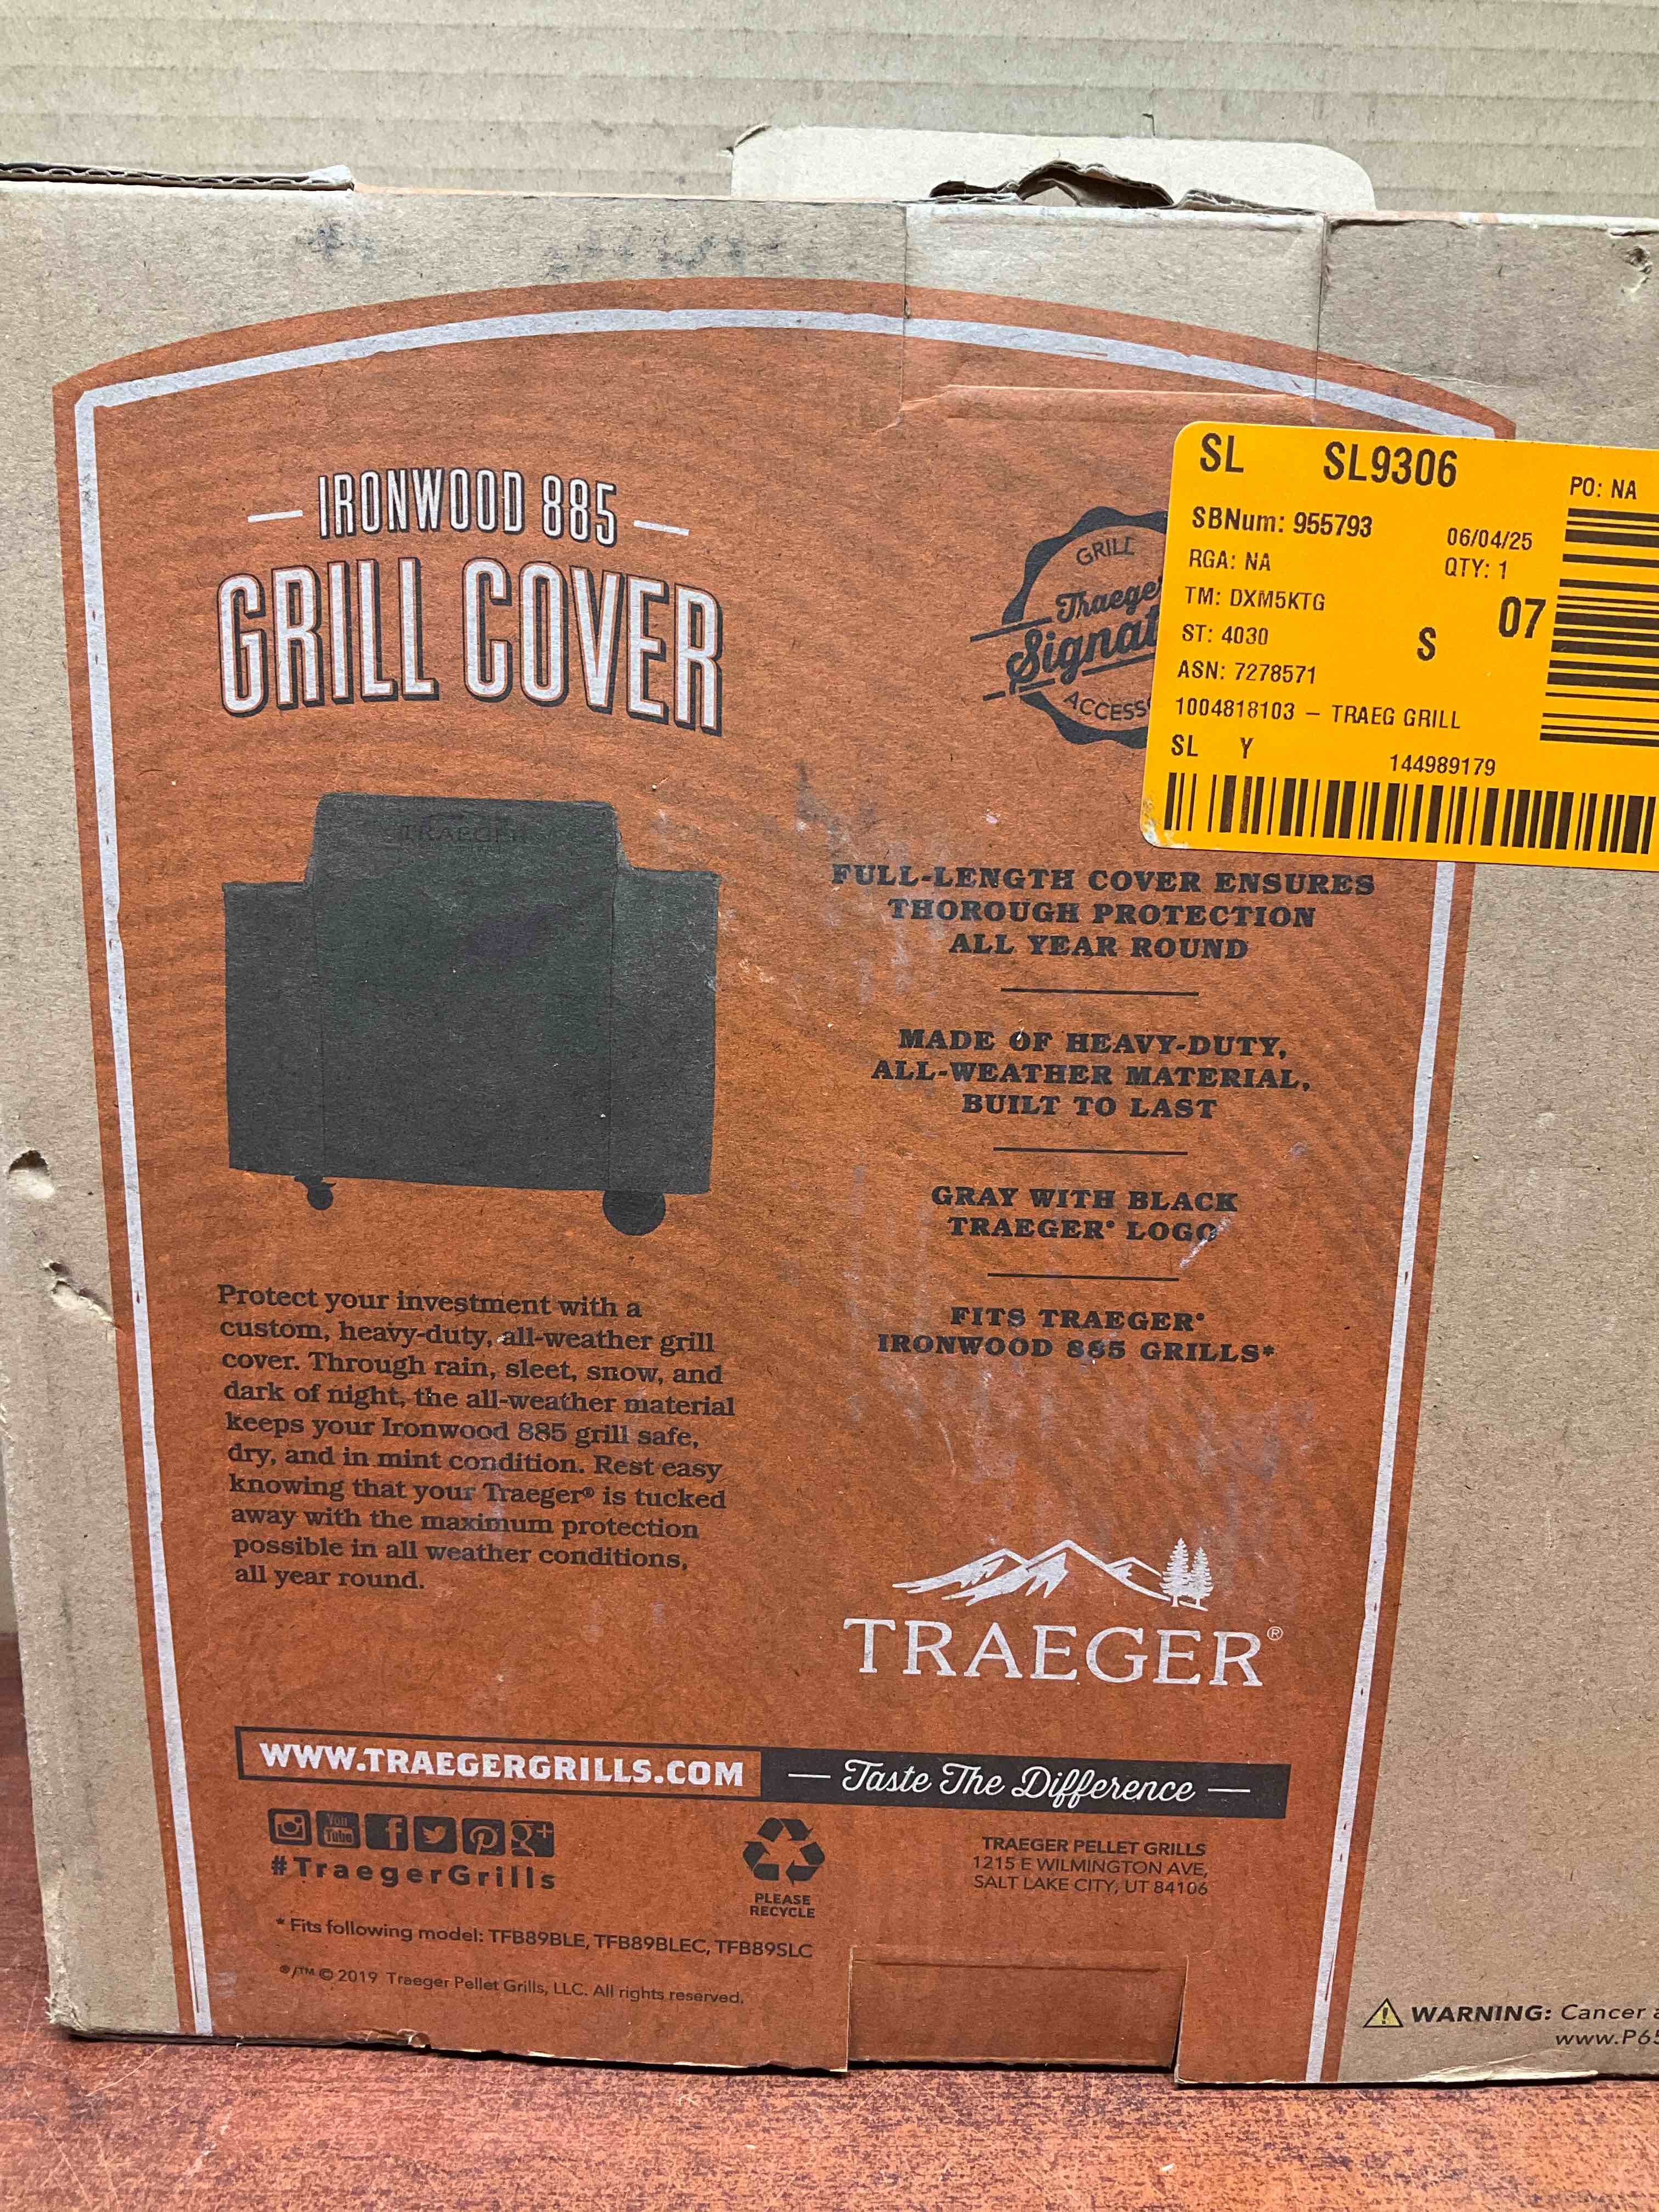 IRONWOOD 885
GRILL COVER
TRAEGER
GRILL
Signat
SL SL9306
PO: NA
SBNum: 955793 06/04/25
RGA: NA QTY: 1
TM: DXM5KTG 07
ST: 4030 S
ASN: 7278571
1004818103 – TRAEG GRILL
SL Y 144989179
FULL-LENGTH COVER ENSURES
THOROUGH PROTECTION
ALL YEAR ROUND
MADE OF HEAVY-DUTY,
ALL-WEATHER MATERIAL,
BUILT TO LAST
GRAY WITH BLACK
TRAEGER® LOGO
FITS TRAEGER®
IRONWOOD 885 GRILLS*
Protect your investment with a
custom, heavy-duty, all-weather grill
cover. Through rain, sleet, snow, and
dark of night, the all-weather material
keeps your Ironwood 885 grill safe,
dry, and in mint condition. Rest easy
knowing that your Traeger® is tucked
away with the maximum protection
possible in all weather conditions,
all year round.
TRAEGER®
WWW.TRAEGERGRILLS.COM
— Taste The Difference —
You Tube
#TraegerGrills
PLEASE
RECYCLE
TRAEGER PELLET GRILLS
1215 E WILMINGTON AVE,
SALT LAKE CITY, UT 84106
* Fits following model: TFB89BLE, TFB89BLEC, TFB89SLC
®/™ © 2019 Traeger Pellet Grills, LLC. All rights reserved.
WARNING: Cancer
www.P65